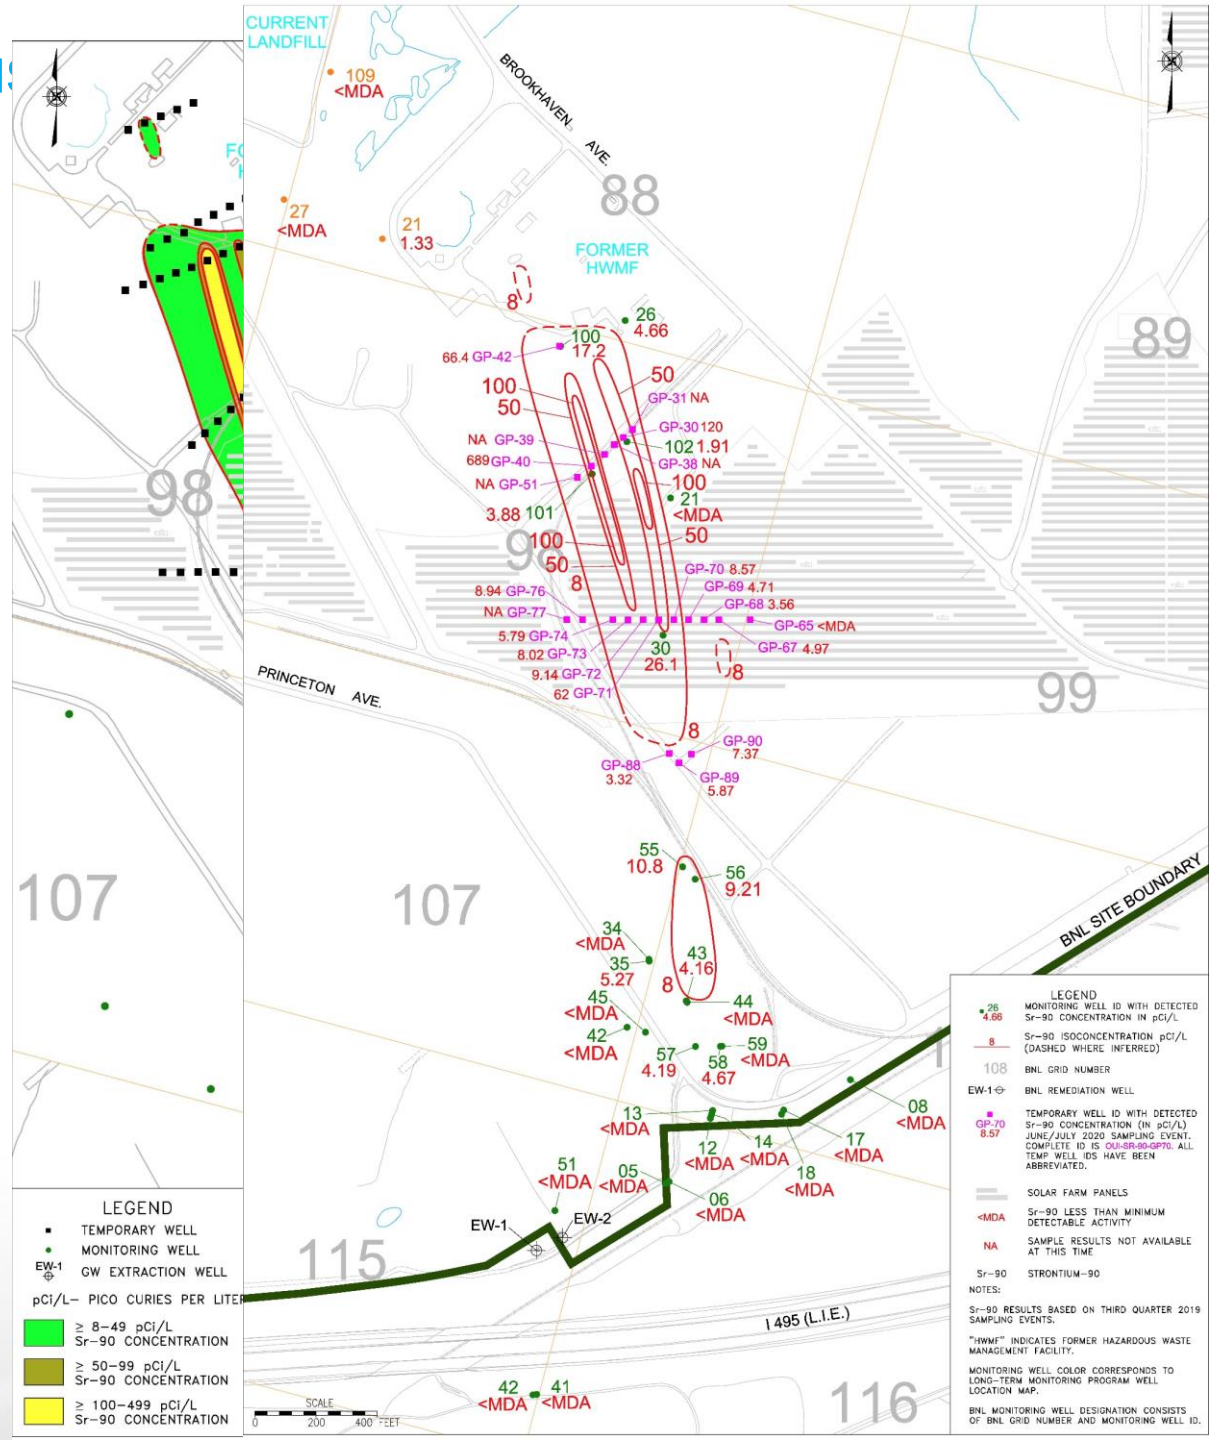 CURRENT
LANDFILL
109
<MDA
BROOKHAVEN AVE.
88
27
<MDA
21
1.33
FORMER
HWMF
8
26
4.66
100
17.2
66.4 GP-42
89
100
50
50
GP-31 NA
NA GP-39
GP-30 120
102 1.91
689 GP-40
GP-38 NA
NA GP-51
100
21
<MDA
3.88 101
98
98
100
50
50
8
GP-70 8.57
8.94 GP-76
GP-69 4.71
NA GP-77
GP-68 3.56
GP-65 <MDA
5.79 GP-74
30
GP-67 4.97
8.02 GP-73
26.1
9.14 GP-72
8
62 GP-71
PRINCETON AVE.
99
8
GP-90
7.37
GP-88
3.32
GP-89
5.87
55
10.8
56
9.21
107
107
34
<MDA
35
5.27
43
4.16
8
45
<MDA
44
<MDA
42
<MDA
57
4.19
58
4.67
59
<MDA
BNL SITE BOUNDARY
13
<MDA
12
<MDA
14
<MDA
17
<MDA
08
<MDA
18
<MDA
51
<MDA
05
<MDA
06
<MDA
EW-1
EW-2
115
I 495 (L.I.E.)
42
<MDA
41
<MDA
116
SCALE
0 200 400 FEET
LEGEND
TEMPORARY WELL
MONITORING WELL
EW-1
GW EXTRACTION WELL
pCi/L- PICO CURIES PER LITER
≥ 8-49 pCi/L
Sr-90 CONCENTRATION
≥ 50-99 pCi/L
Sr-90 CONCENTRATION
≥ 100-499 pCi/L
Sr-90 CONCENTRATION
LEGEND
26
4.66
MONITORING WELL ID WITH DETECTED
Sr-90 CONCENTRATION IN pCi/L
8
Sr-90 ISOCONCENTRATION pCi/L
(DASHED WHERE INFERRED)
108
BNL GRID NUMBER
EW-1
BNL REMEDIATION WELL
GP-70
8.57
TEMPORARY WELL ID WITH DETECTED
Sr-90 CONCENTRATION (IN pCi/L)
JUNE/JULY 2020 SAMPLING EVENT.
COMPLETE ID IS OUI-SR-90-GP70. ALL
TEMP WELL IDS HAVE BEEN
ABBREVIATED.
SOLAR FARM PANELS
<MDA
Sr-90 LESS THAN MINIMUM
DETECTABLE ACTIVITY
NA
SAMPLE RESULTS NOT AVAILABLE
AT THIS TIME
Sr-90 STRONTIUM-90
NOTES:
Sr-90 RESULTS BASED ON THIRD QUARTER 2019
SAMPLING EVENTS.
"HWMF" INDICATES FORMER HAZARDOUS WASTE
MANAGEMENT FACILITY.
MONITORING WELL COLOR CORRESPONDS TO
LONG-TERM MONITORING PROGRAM WELL
LOCATION MAP.
BNL MONITORING WELL DESIGNATION CONSISTS
OF BNL GRID NUMBER AND MONITORING WELL ID.